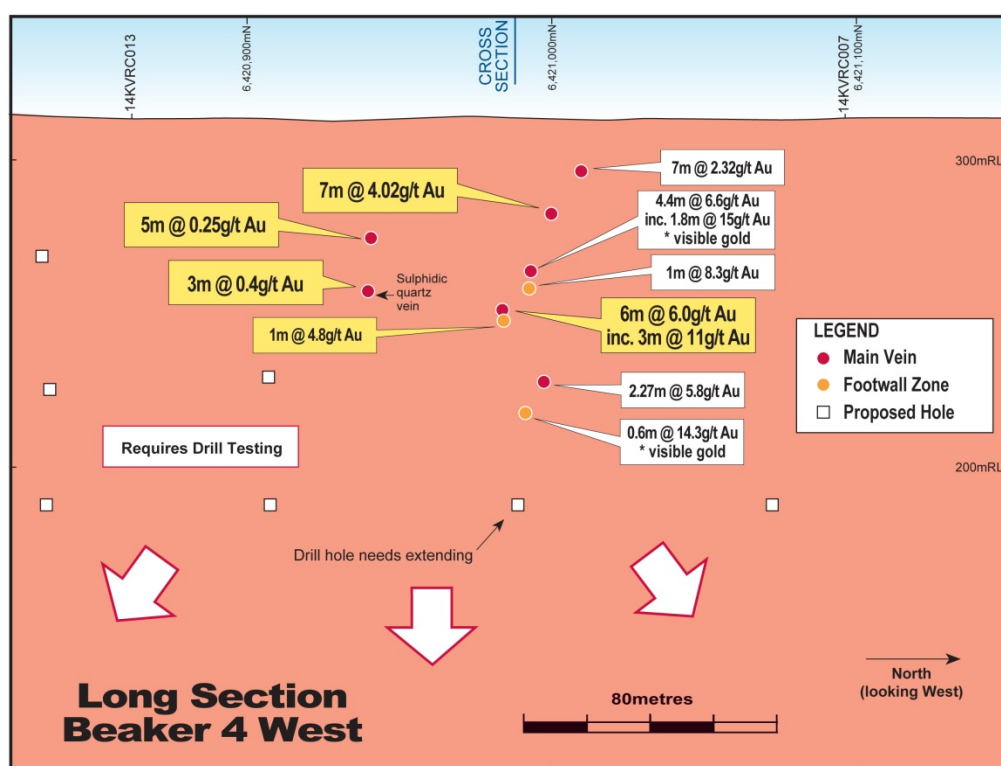 14KVRC013
6,420,900mN
CROSS
SECTION
6,421,000mN
14KVRC007
6,421,100mN
300mRL
7m @ 2.32g/t Au
7m @ 4.02g/t Au
4.4m @ 6.6g/t Au
inc. 1.8m @ 15g/t Au
* visible gold
5m @ 0.25g/t Au
1m @ 8.3g/t Au
3m @ 0.4g/t Au
Sulphidic
quartz
vein
6m @ 6.0g/t Au
inc. 3m @ 11g/t Au
1m @ 4.8g/t Au
LEGEND
Main Vein
Footwall Zone
Proposed Hole
2.27m @ 5.8g/t Au
0.6m @ 14.3g/t Au
* visible gold
Requires Drill Testing
200mRL
Drill hole needs extending
North
(looking West)
Long Section
Beaker 4 West
80metres